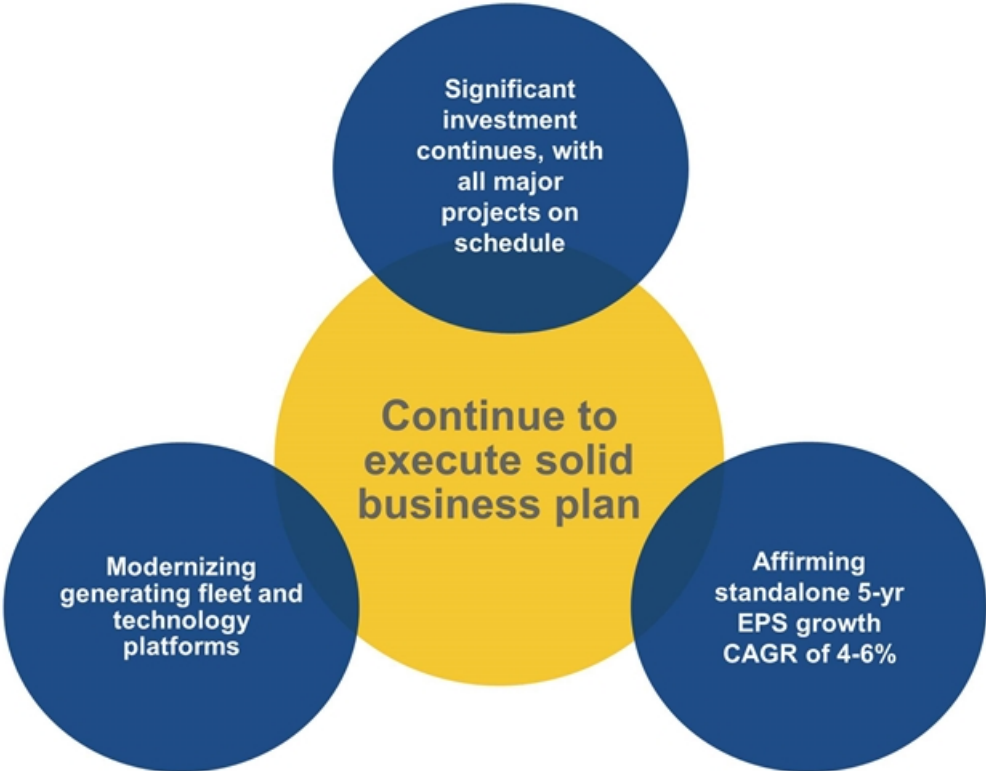 Significant
investment
continues, with
all major
projects on
schedule
Continue to
execute solid
business plan
Modernizing
generating fleet and
technology
platforms
Affirming
standalone 5-yr
EPS growth
CAGR of 4-6%